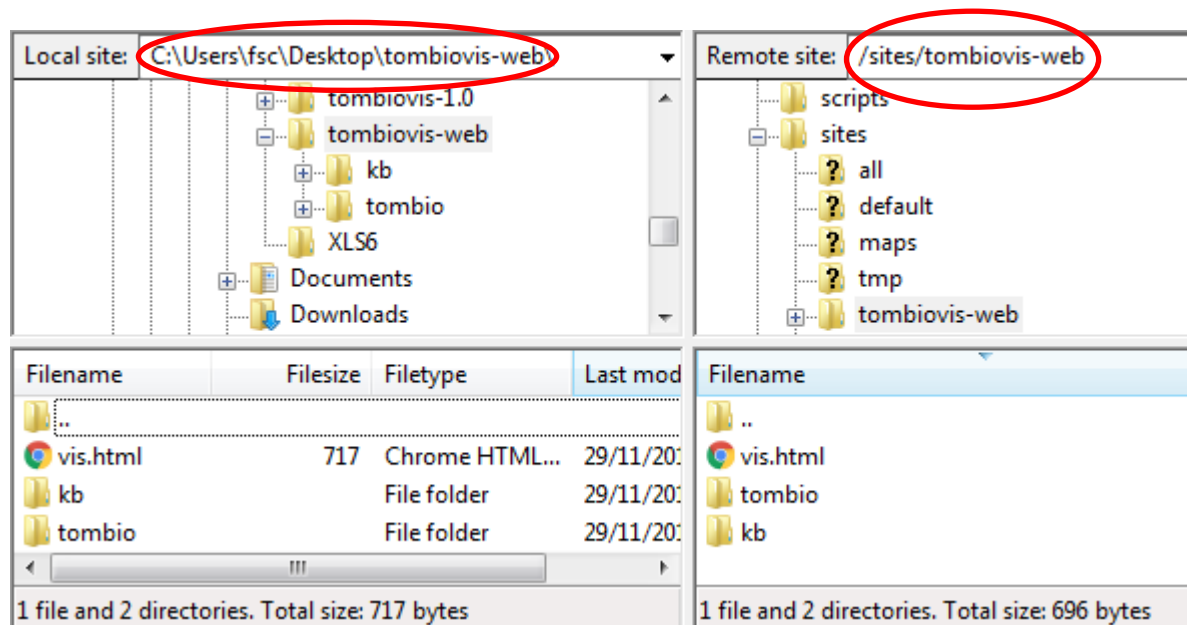 Local site: C:\Users\fsc\Desktop\tombiovis-web\
tombiovis-1.0
tombiovis-web
kb
tombio
XLS6
Documents
Downloads
Filename Filesize Filetype Last mod
..
vis.html 717 Chrome HTML... 29/11/201
kb File folder 29/11/201
tombio File folder 29/11/201
1 file and 2 directories. Total size: 717 bytes
Remote site: /sites/tombiovis-web
scripts
sites
? all
? default
? maps
? tmp
tombiovis-web
Filename
..
vis.html
tombio
kb
1 file and 2 directories. Total size: 696 bytes